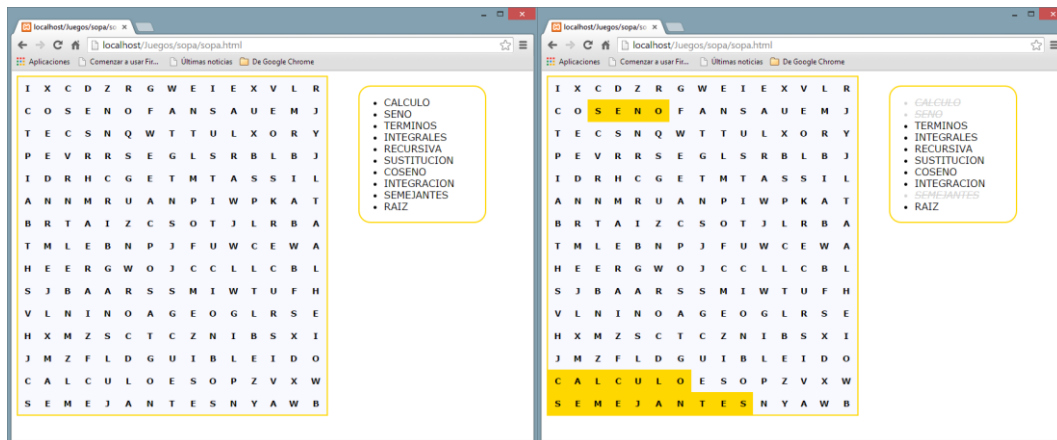 localhost/Juegos/sopa/so ×
localhost/Juegos/sopa/sopa.html
Aplicaciones Comenzar a usar Fir... Últimas noticias De Google Chrome
I X C D Z R G W E I E X V L R
C O S E N O F A N S A U E M J
T E C S N Q W T T U L X O R Y
P E V R R S E G L S R B L B J
I D R H C G E T M T A S S I L
A N N M R U A N P I W P K A T
B R T A I Z C S O T J L R B A
T M L E B N P J F U W C E W A
H E E R G W O J C C L L C B L
S J B A A R S S M I W T U F H
V L N I N O A G E O G L R S E
H X M Z S C T C Z N I B S X I
J M Z F L D G U I B L E I D O
C A L C U L O E S O P Z V X W
S E M E J A N T E S N Y A W B
CALCULO
SENO
TERMINOS
INTEGRALES
RECURSIVA
SUSTITUCION
COSENO
INTEGRACION
SEMEJANTES
RAIZ
localhost/Juegos/sopa/so ×
localhost/Juegos/sopa/sopa.html
Aplicaciones Comenzar a usar Fir... Últimas noticias De Google Chrome
I X C D Z R G W E I E X V L R
C O S E N O F A N S A U E M J
T E C S N Q W T T U L X O R Y
P E V R R S E G L S R B L B J
I D R H C G E T M T A S S I L
A N N M R U A N P I W P K A T
B R T A I Z C S O T J L R B A
T M L E B N P J F U W C E W A
H E E R G W O J C C L L C B L
S J B A A R S S M I W T U F H
V L N I N O A G E O G L R S E
H X M Z S C T C Z N I B S X I
J M Z F L D G U I B L E I D O
C A L C U L O E S O P Z V X W
S E M E J A N T E S N Y A W B
CALCULO
SENO
TERMINOS
INTEGRALES
RECURSIVA
SUSTITUCION
COSENO
INTEGRACION
SEMEJANTES
RAIZ